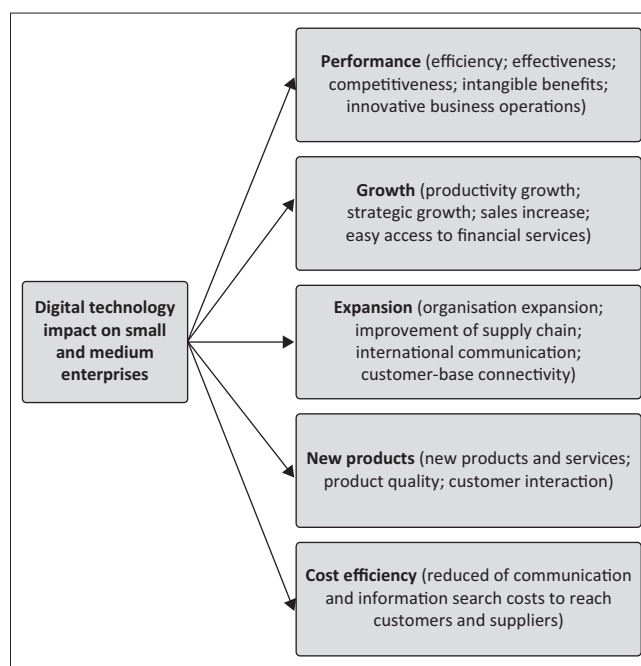 Performance (efficiency; effectiveness;
competitiveness; intangible benefits;
innovative business operations)
Growth (productivity growth;
strategic growth; sales increase;
easy access to financial services)
Digital technology
impact on small
and medium
enterprises
Expansion (organisation expansion;
improvement of supply chain;
international communication;
customer-base connectivity)
New products (new products and services;
product quality; customer interaction)
Cost efficiency (reduced of communication
and information search costs to reach
customers and suppliers)